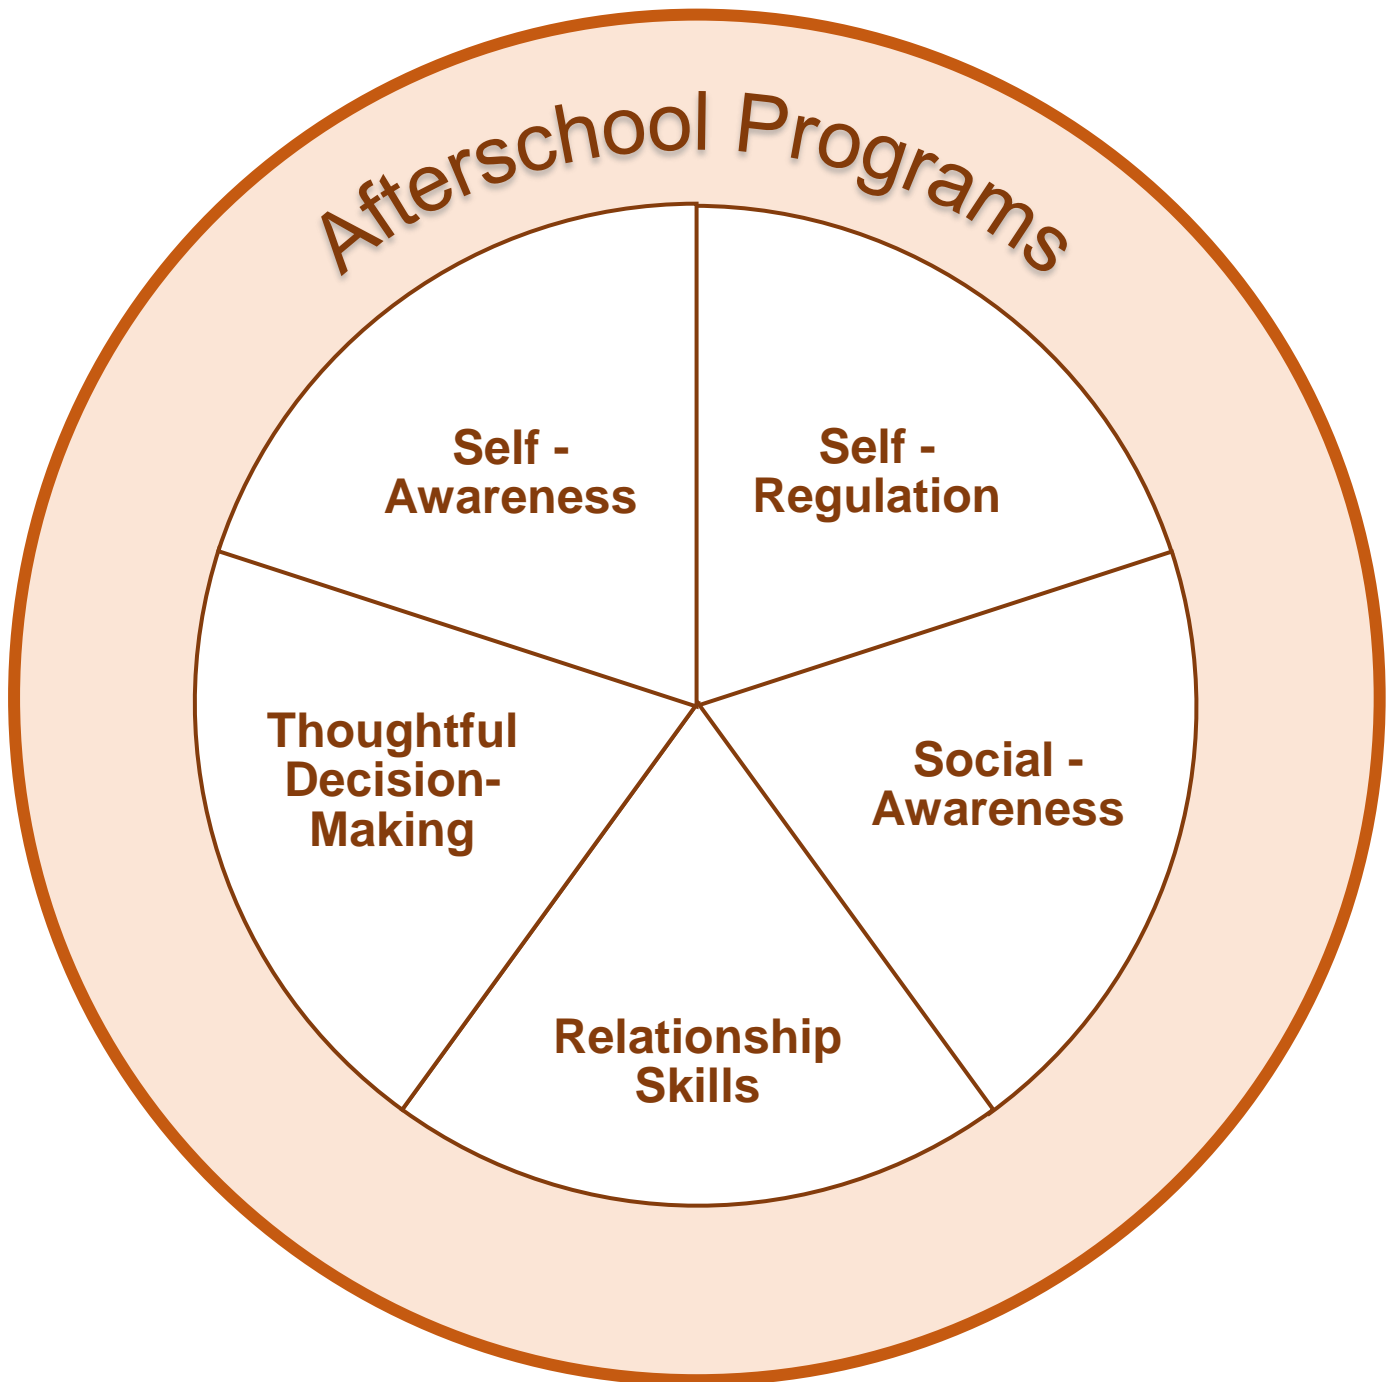 Afterschool Programs
Self -
Awareness
Self -
Regulation
Thoughtful
Decision-
Making
Social -
Awareness
Relationship
Skills